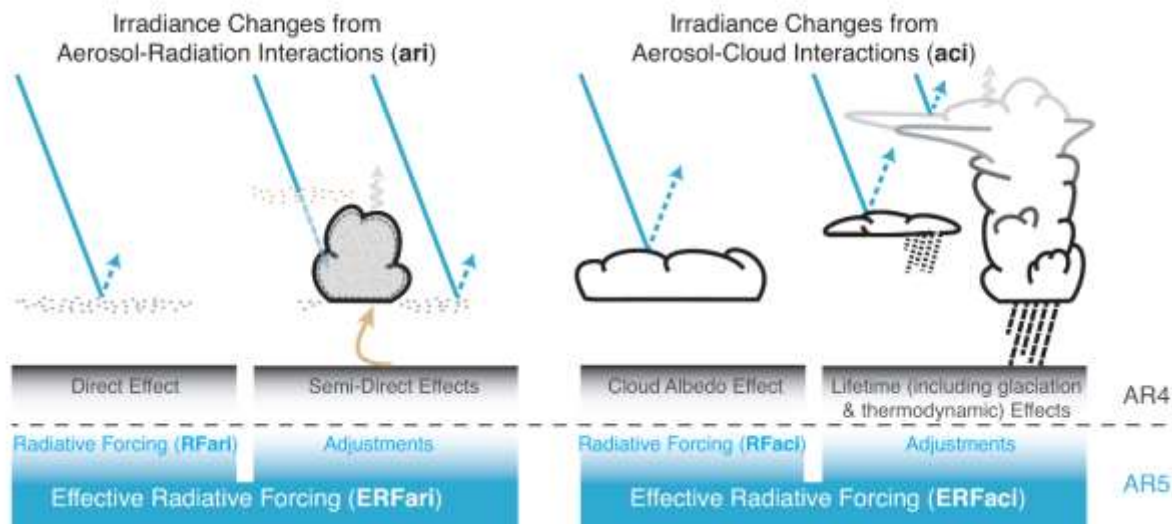 Irradiance Changes from
Aerosol-Radiation Interactions (ari)
Irradiance Changes from
Aerosol-Cloud Interactions (aci)
Direct Effect
Semi-Direct Effects
Cloud Albedo Effect
Lifetime (including glaciation
& thermodynamic) Effects
AR4
Radiative Forcing (RFari)
Adjustments
Radiative Forcing (RFaci)
Adjustments
Effective Radiative Forcing (ERFari)
Effective Radiative Forcing (ERFaci)
AR5